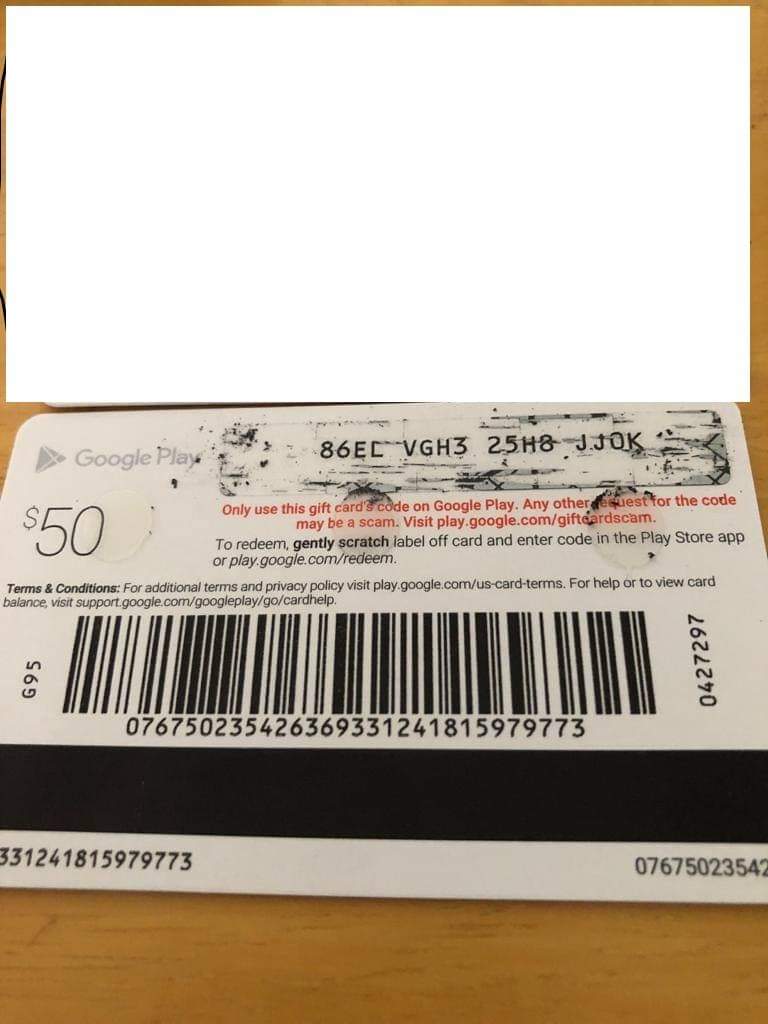 Google Play
86EL VGH3 25H8 JJ0K
$50
Only use this gift card's code on Google Play. Any other request for the code
may be a scam. Visit play.google.com/giftcardscam.
To redeem, gently scratch label off card and enter code in the Play Store app
or play.google.com/redeem.
Terms & Conditions: For additional terms and privacy policy visit play.google.com/us-card-terms. For help or to view card
balance, visit support.google.com/googleplay/go/cardhelp.
G95
0427297
076750235426369331241815979773
331241815979773
07675023542